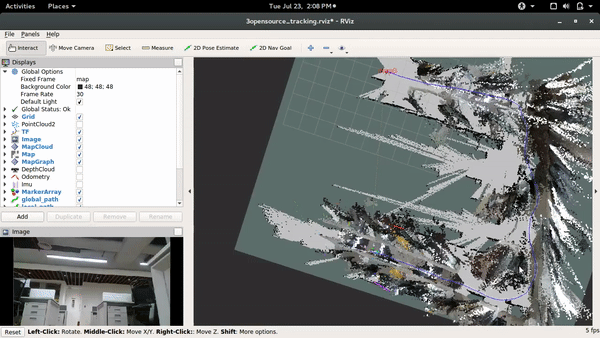 Activities Places Tue Jul 23, 2:08 PM
3opensource_tracking.rviz* - RViz
File Panels Help
Interact Move Camera Select Measure 2D Pose Estimate 2D Nav Goal
Displays
Global Options
Fixed Frame map
Background Color 48; 48; 48
Frame Rate 30
Default Light
Global Status: Ok
Grid
PointCloud2
TF
Image
MapCloud
Map
MapGraph
DepthCloud
Odometry
Imu
MarkerArray
global_path
Add Duplicate Remove Rename
Image
Reset Left-Click: Rotate. Middle-Click: Move X/Y. Right-Click:: Move Z. Shift: More options. 5 fps